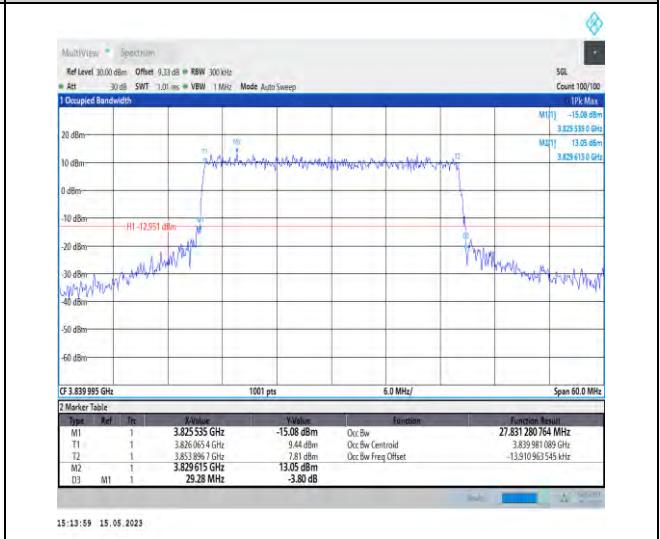 MultiView Spectrum
Ref Level 30.00 dBm Offset 9.33 dB RBW 300 kHz SGL
Att 30 dB SWT 1.01 ms VBW 1 MHz Mode Auto Sweep Count 100/100
1 Occupied Bandwidth 1Pk Max
M1[1] -15.08 dBm
3.825 535 0 GHz
M2[1] 13.05 dBm
3.829 615 0 GHz
20 dBm
T1 M2 T2
10 dBm
0 dBm
-10 dBm
H1 -12.951 dBm
M1
D3
-20 dBm
-30 dBm
-40 dBm
-50 dBm
-60 dBm
CF 3.839 995 GHz 1001 pts 6.0 MHz/ Span 60.0 MHz
2 Marker Table
Type Ref Trc X-Value Y-Value Function Function Result
M1 1 3.825 535 GHz -15.08 dBm Occ Bw 27.831 280 764 MHz
T1 1 3.826 065 4 GHz 9.44 dBm Occ Bw Centroid 3.839 981 089 GHz
T2 1 3.853 896 7 GHz 7.81 dBm Occ Bw Freq Offset -13.910 963 545 kHz
M2 1 3.829 615 GHz 13.05 dBm
D3 M1 1 29.28 MHz -3.80 dB
15:13:59 15.05.2023